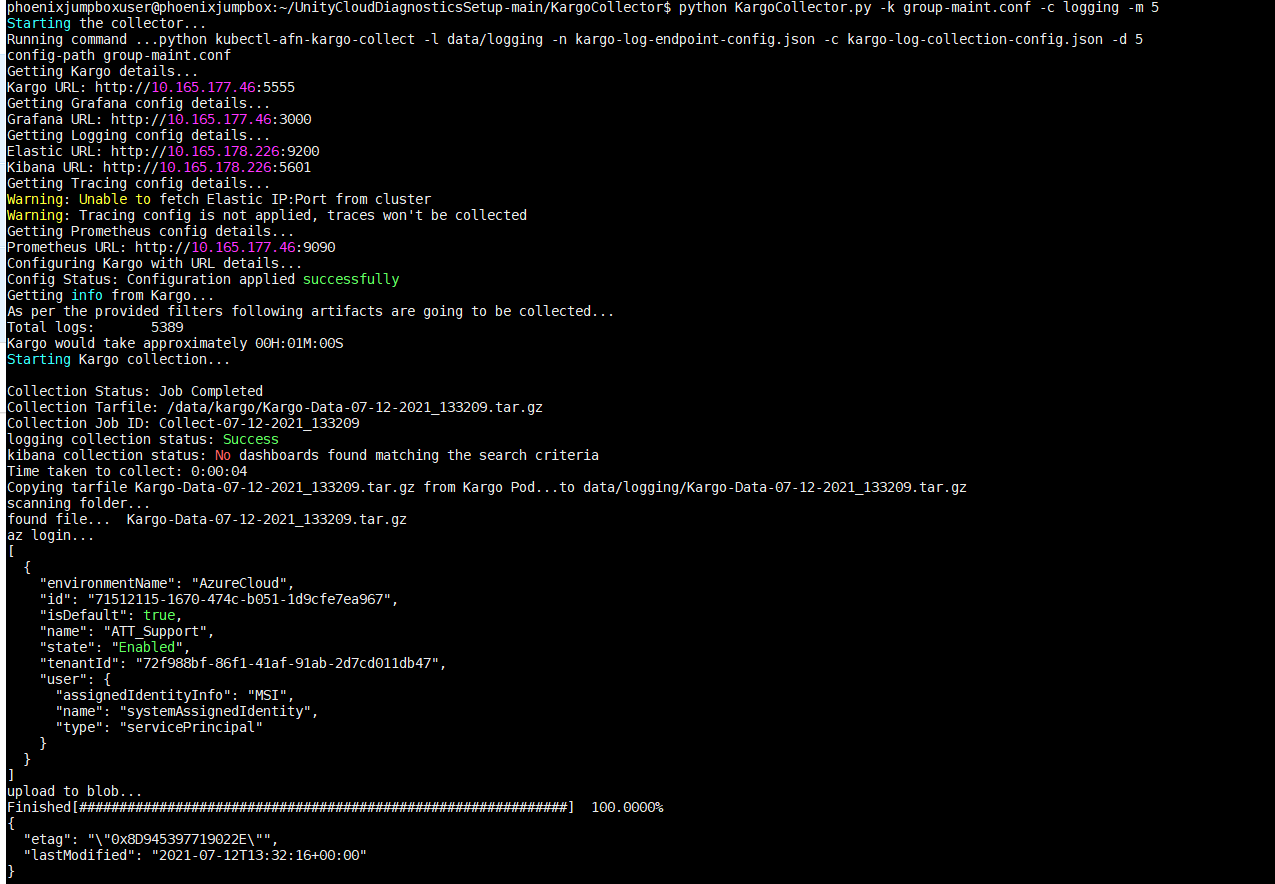 phoenixjumpboxuser@phoenixjumpbox:~/UnityCloudDiagnosticsSetup-main/KargoCollector$ python KargoCollector.py -k group-maint.conf -c logging -m 5
Starting the collector...
Running command ...python kubectl-afn-kargo-collect -l data/logging -n kargo-log-endpoint-config.json -c kargo-log-collection-config.json -d 5
config-path group-maint.conf
Getting Kargo details...
Kargo URL: http://10.165.177.46:5555
Getting Grafana config details...
Grafana URL: http://10.165.177.46:3000
Getting Logging config details...
Elastic URL: http://10.165.178.226:9200
Kibana URL: http://10.165.178.226:5601
Getting Tracing config details...
Warning: Unable to fetch Elastic IP:Port from cluster
Warning: Tracing config is not applied, traces won't be collected
Getting Prometheus config details...
Prometheus URL: http://10.165.177.46:9090
Configuring Kargo with URL details...
Config Status: Configuration applied successfully
Getting info from Kargo...
As per the provided filters following artifacts are going to be collected...
Total logs:       5389
Kargo would take approximately 00H:01M:00S
Starting Kargo collection...

Collection Status: Job Completed
Collection Tarfile: /data/kargo/Kargo-Data-07-12-2021_133209.tar.gz
Collection Job ID: Collect-07-12-2021_133209
logging collection status: Success
kibana collection status: No dashboards found matching the search criteria
Time taken to collect: 0:00:04
Copying tarfile Kargo-Data-07-12-2021_133209.tar.gz from Kargo Pod...to data/logging/Kargo-Data-07-12-2021_133209.tar.gz
scanning folder...
found file...  Kargo-Data-07-12-2021_133209.tar.gz
az login...
[
  {
    "environmentName": "AzureCloud",
    "id": "71512115-1670-474c-b051-1d9cfe7ea967",
    "isDefault": true,
    "name": "ATT_Support",
    "state": "Enabled",
    "tenantId": "72f988bf-86f1-41af-91ab-2d7cd011db47",
    "user": {
      "assignedIdentityInfo": "MSI",
      "name": "systemAssignedIdentity",
      "type": "servicePrincipal"
    }
  }
]
upload to blob...
Finished[#############################################################]  100.0000%
{
  "etag": "\"0x8D945397719022E\"",
  "lastModified": "2021-07-12T13:32:16+00:00"
}